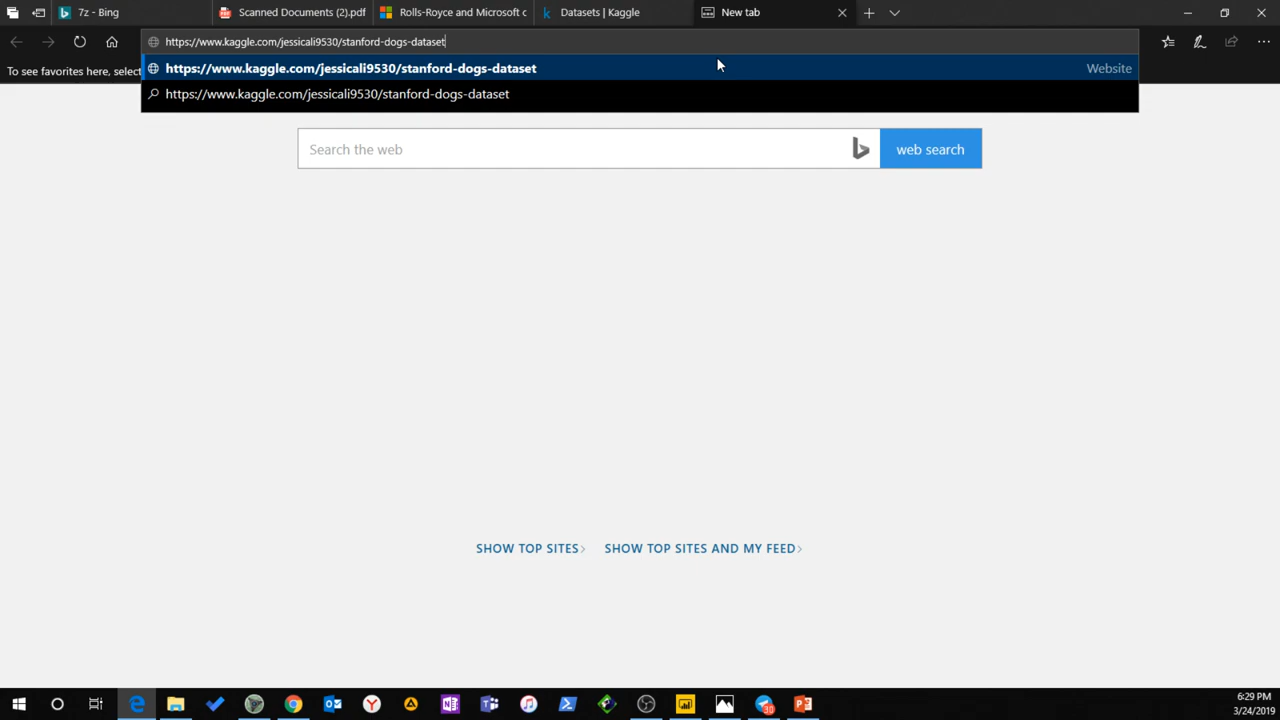 7z - Bing
Scanned Documents (2).pdf
Rolls-Royce and Microsoft c
Datasets | Kaggle
New tab
https://www.kaggle.com/jessicali9530/stanford-dogs-dataset
To see favorites here, select
https://www.kaggle.com/jessicali9530/stanford-dogs-dataset
Website
https://www.kaggle.com/jessicali9530/stanford-dogs-dataset
Search the web
web search
SHOW TOP SITES
SHOW TOP SITES AND MY FEED
30
6:29 PM
3/24/2019